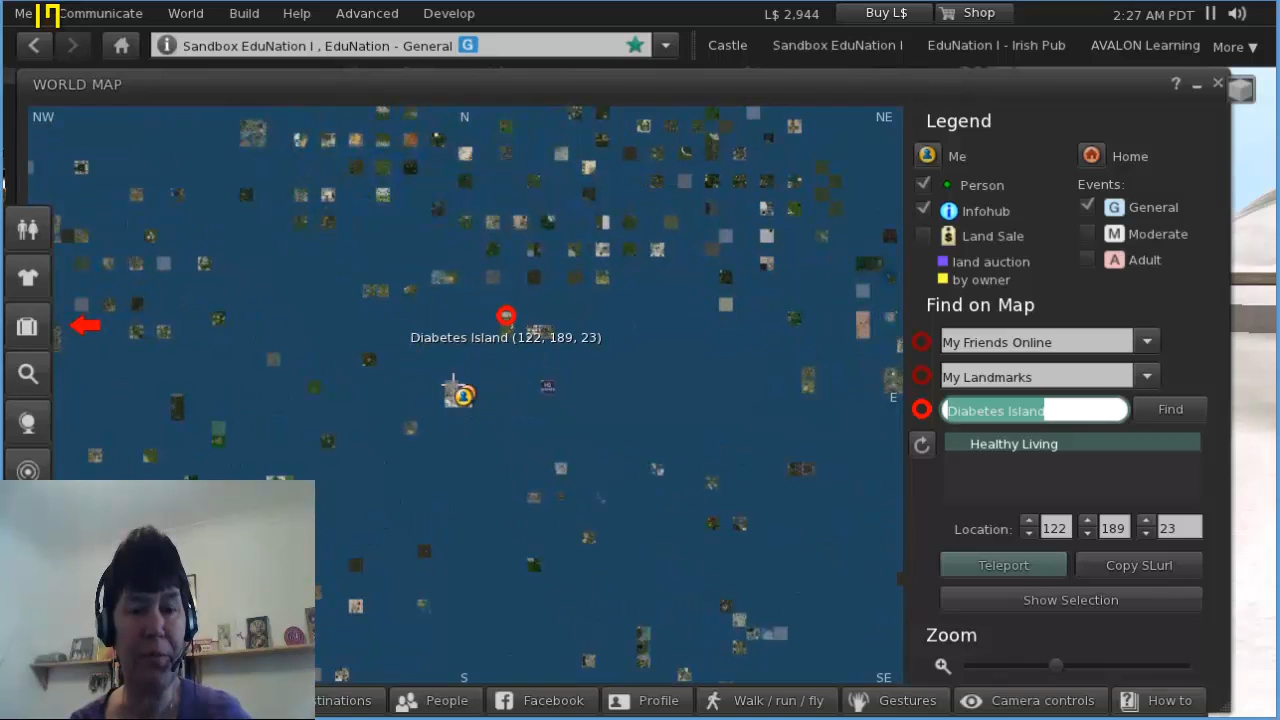 Me Communicate World Build Help Advanced Develop L$ 2,944 Buy L$ Shop 2:27 AM PDT
Sandbox EduNation I , EduNation - General G Castle Sandbox EduNation I EduNation I - Irish Pub AVALON Learning More ▼
WORLD MAP ?
NW N NE
E
S SE
Diabetes Island (122, 189, 23)
Legend
Me Home
Person Events:
Infohub G General
Land Sale M Moderate
land auction A Adult
by owner
Find on Map
My Friends Online
My Landmarks
Diabetes Island Find
Healthy Living
Location: 122 189 23
Teleport Copy SLurl
Show Selection
Zoom
stinations People Facebook Profile Walk / run / fly Gestures Camera controls How to